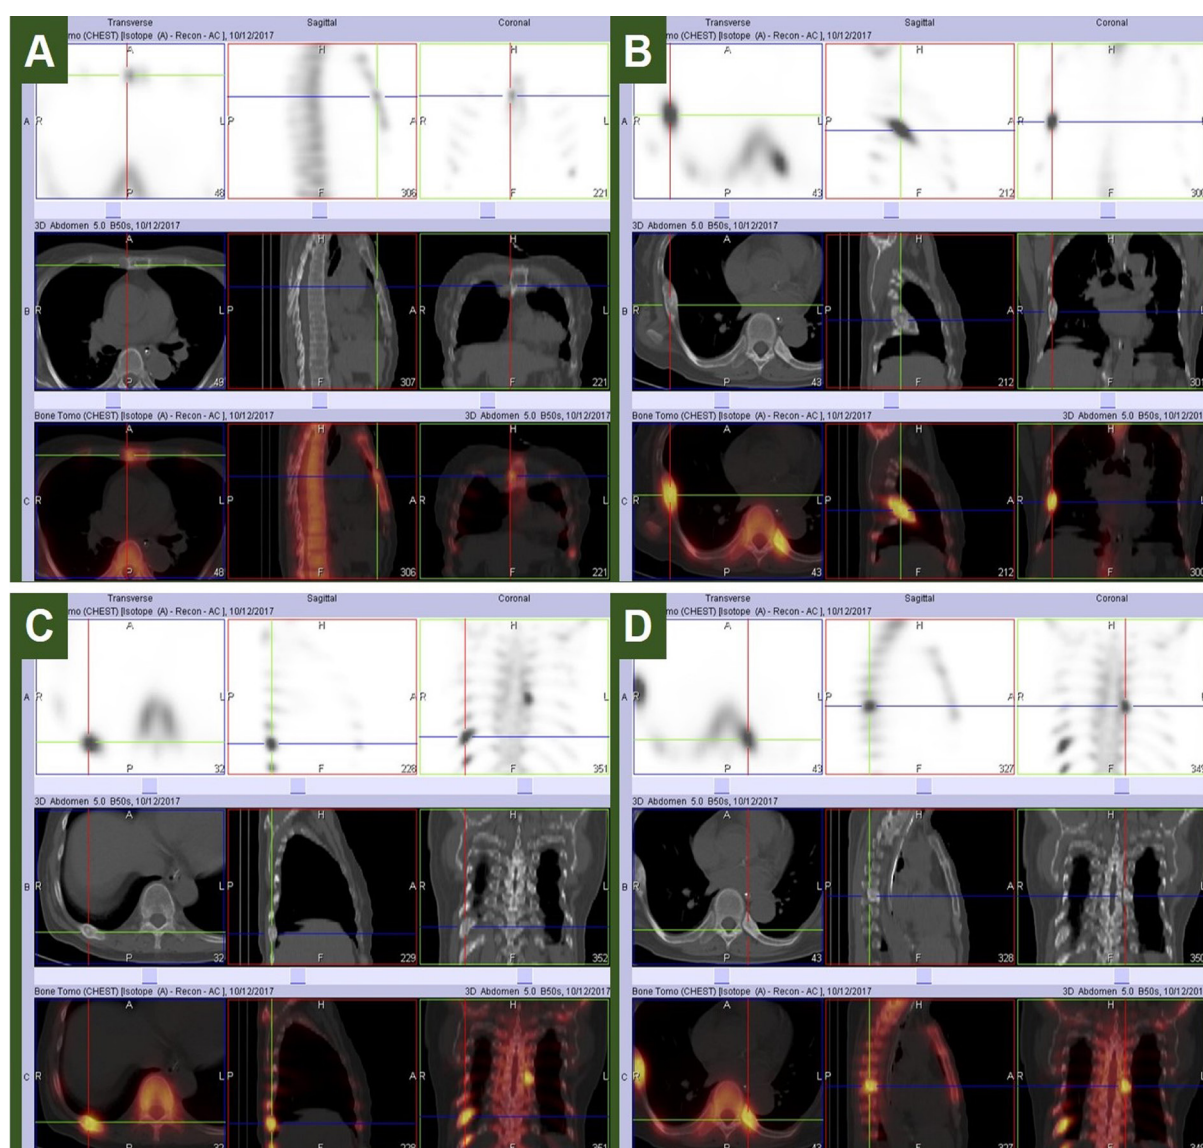 A
Transverse Sagittal Coronal
mo (CHEST) [Isotope (A) - Recon - AC ], 10/12/2017
A H H
A R L P A R L
P 48 F 306 F 221
3D Abdomen 5.0 B50s, 10/12/2017
A H H
B R L P A R L
P 49 F 307 F 221
Bone Tomo (CHEST) [Isotope (A) - Recon - AC ], 10/12/2017 3D Abdomen 5.0 B50s, 10/12/2017
A H H
C R L P A R L
P 48 F 306 F 221
B
Transverse Sagittal Coronal
mo (CHEST) [Isotope (A) - Recon - AC ], 10/12/2017
A H H
A R L P A R L
P 43 F 212 F 300
3D Abdomen 5.0 B50s, 10/12/2017
A H H
B R L P A R L
P 43 F 212 F 301
Bone Tomo (CHEST) [Isotope (A) - Recon - AC ], 10/12/2017 3D Abdomen 5.0 B50s, 10/12/201
A H H
C R L P A R L
P 43 F 212 F 300
C
Transverse Sagittal Coronal
mo (CHEST) [Isotope (A) - Recon - AC ], 10/12/2017
A H H
A R L P A R L
P 32 F 228 F 351
3D Abdomen 5.0 B50s, 10/12/2017
A H H
B R L P A R L
P 32 F 229 F 352
Bone Tomo (CHEST) [Isotope (A) - Recon - AC ], 10/12/2017 3D Abdomen 5.0 B50s, 10/12/2017
A H H
C R L P A R L
D
Transverse Sagittal Coronal
mo (CHEST) [Isotope (A) - Recon - AC ], 10/12/2017
A H H
A R L P A R L
P 43 F 327 F 349
3D Abdomen 5.0 B50s, 10/12/2017
A H H
B R L P A R L
P 43 F 328 F 350
Bone Tomo (CHEST) [Isotope (A) - Recon - AC ], 10/12/2017 3D Abdomen 5.0 B50s, 10/12/201
A H H
C R L P A R L